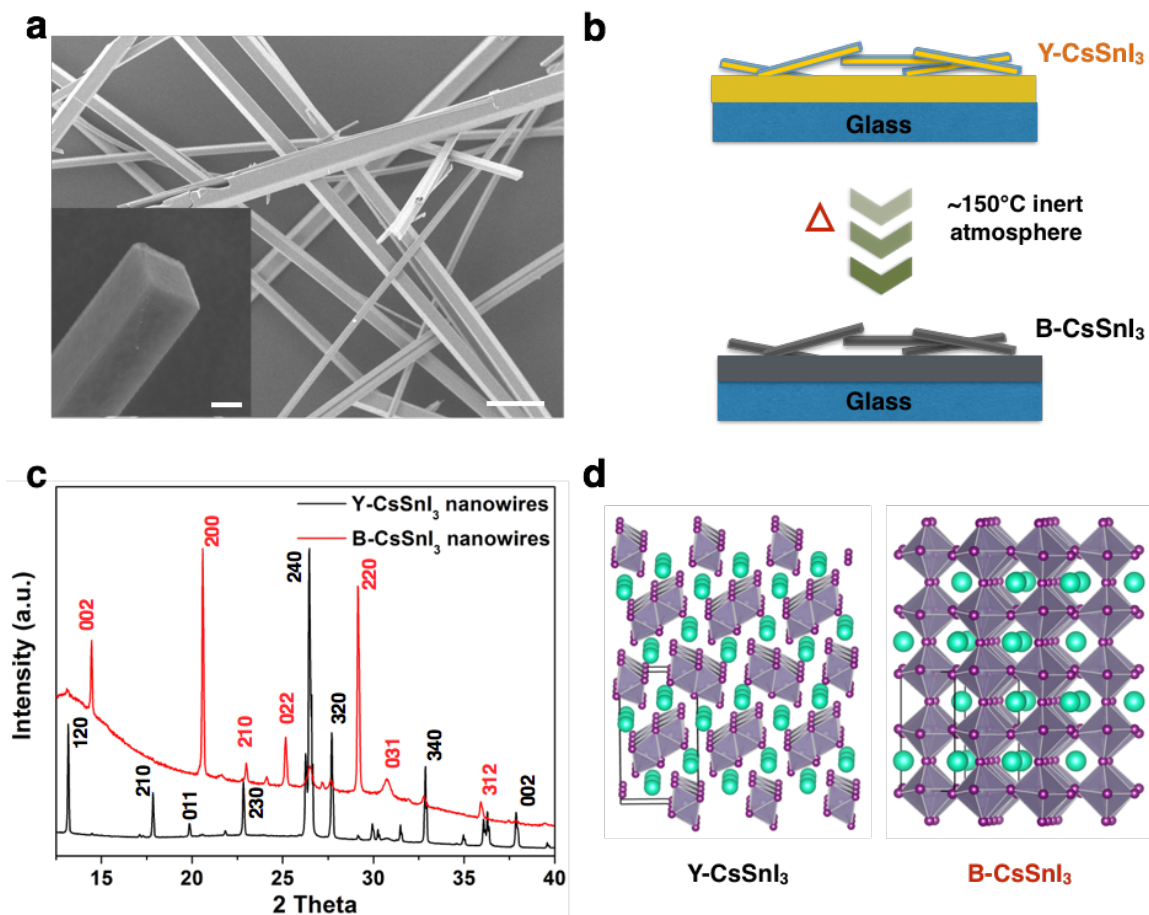 a
b
Y-CsSnI₃
Glass
Δ
~150°C inert
atmosphere
B-CsSnI₃
Glass
c
Intensity (a.u.)
Y-CsSnI₃ nanowires
B-CsSnI₃ nanowires
002
200
210
022
220
031
312
120
210
011
230
240
320
340
002
15
20
25
30
35
40
2 Theta
d
Y-CsSnI₃
B-CsSnI₃